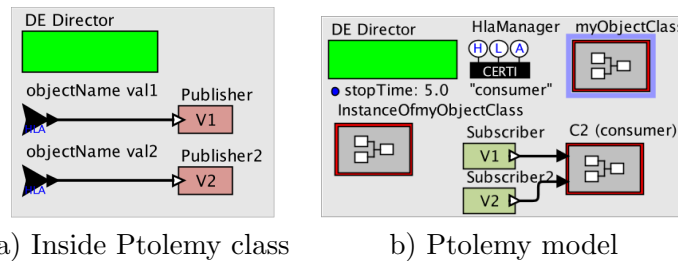 DE Director
objectName val1
HLA
Publisher
V1
objectName val2
HLA
Publisher2
V2
a) Inside Ptolemy class
DE Director
HlaManager
myObjectClass
H L A
CERTI
stopTime: 5.0
"consumer"
InstanceOfmyObjectClass
Subscriber
C2 (consumer)
V1
Subscriber2
V2
b) Ptolemy model